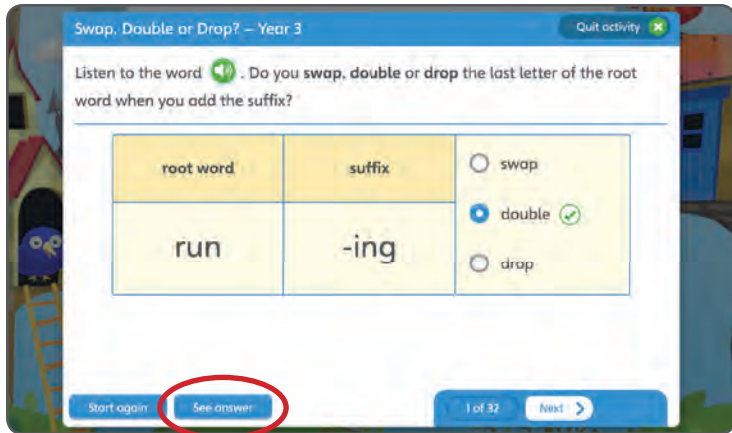 Swap, Double or Drop? – Year 3
Quit activity
Listen to the word . Do you swap, double or drop the last letter of the root
word when you add the suffix?
root word suffix
swap
double
run -ing
drop
Start again See answer 1 of 32 Next